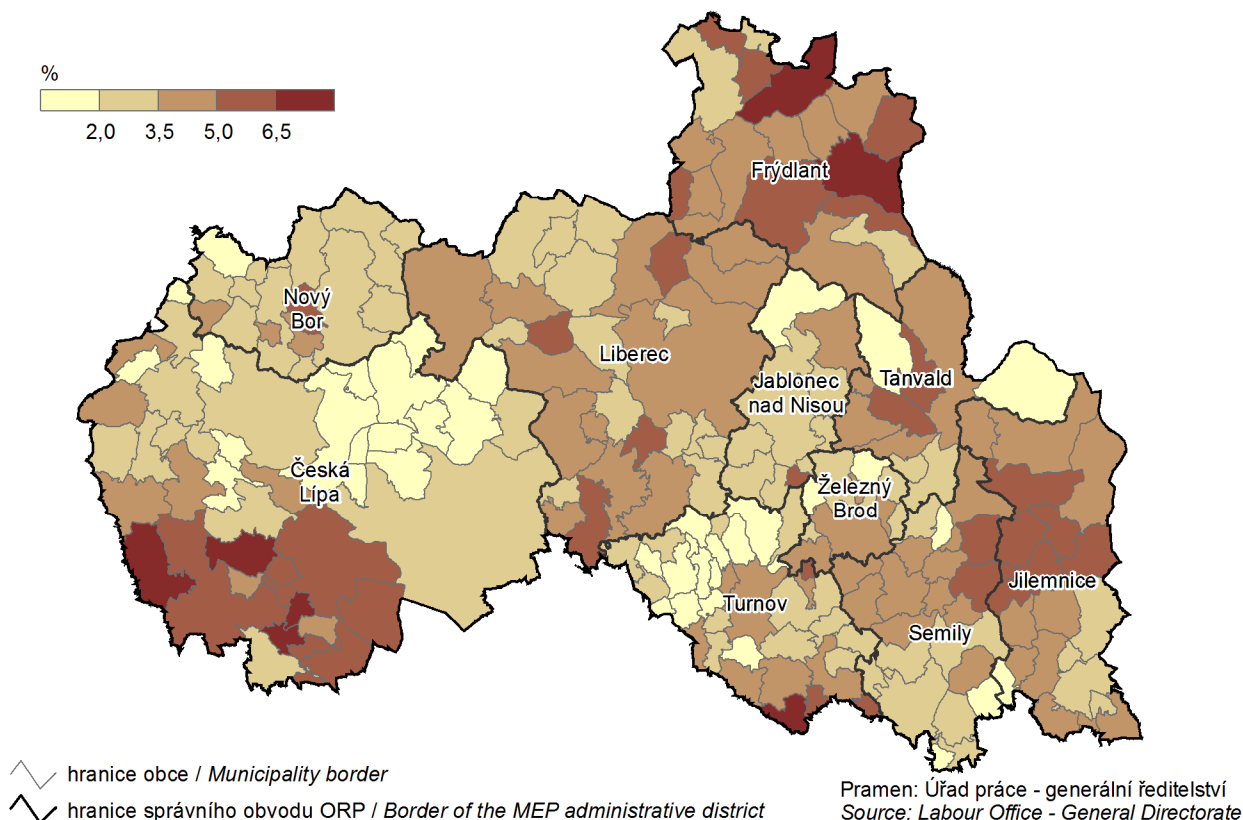 %
2,0 3,5 5,0 6,5
Frýdlant
Nový
Bor
Liberec
Jablonec
nad Nisou
Tanvald
Česká
Lípa
Železný
Brod
Jilemnice
Turnov
Semily
hranice obce / Municipality border
hranice správního obvodu ORP / Border of the MEP administrative district
Pramen: Úřad práce - generální ředitelství
Source: Labour Office - General Directorate